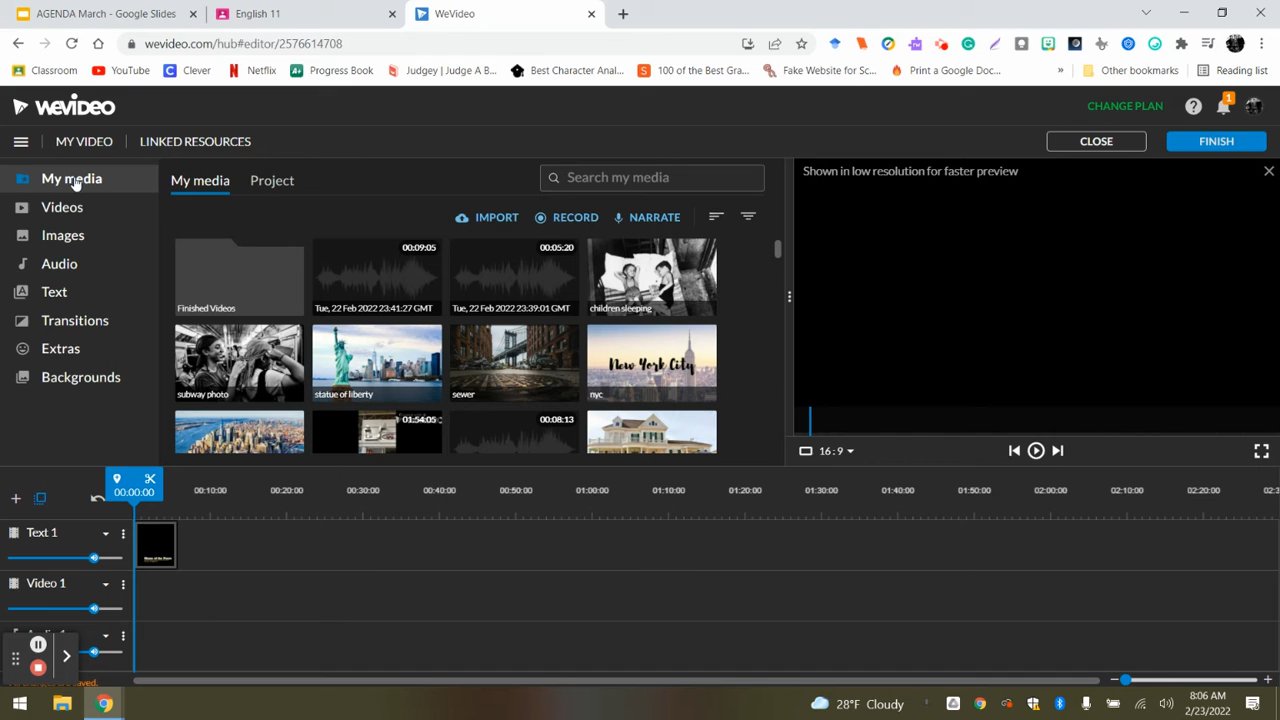 AGENDA March - Google Slides
English 11
WeVideo
wevideo.com/hub#editor/2576614708
Classroom
YouTube
Clever
Netflix
Progress Boo...
Judgey | Judge A B...
Best Character Anal...
100 of the Best Gra...
Fake Website for Sc...
Print a Google Doc...
»
Other bookmarks
Reading list
WEVIDEO
CHANGE PLAN
1
MY VIDEO
LINKED RESOURCES
CLOSE
FINISH
My media
Videos
Images
Audio
Text
Transitions
Extras
Backgrounds
My media
Project
Search my media
IMPORT
RECORD
NARRATE
Finished Videos
00:09:05
Tue, 22 Feb 2022 23:41:27 GMT
00:05:20
Tue, 22 Feb 2022 23:39:01 GMT
children sleeping
subway photo
statue of liberty
sewer
New York City
nyc
01:54:05
00:08:13
Shown in low resolution for faster preview
16:9
00:00:00
00:10:00
00:20:00
00:30:00
00:40:00
00:50:00
01:00:00
01:10:00
01:20:00
01:30:00
01:40:00
01:50:00
02:00:00
02:10:00
02:20:00
02:3
Text 1
Video 1
28°F Cloudy
8:06 AM
2/23/2022